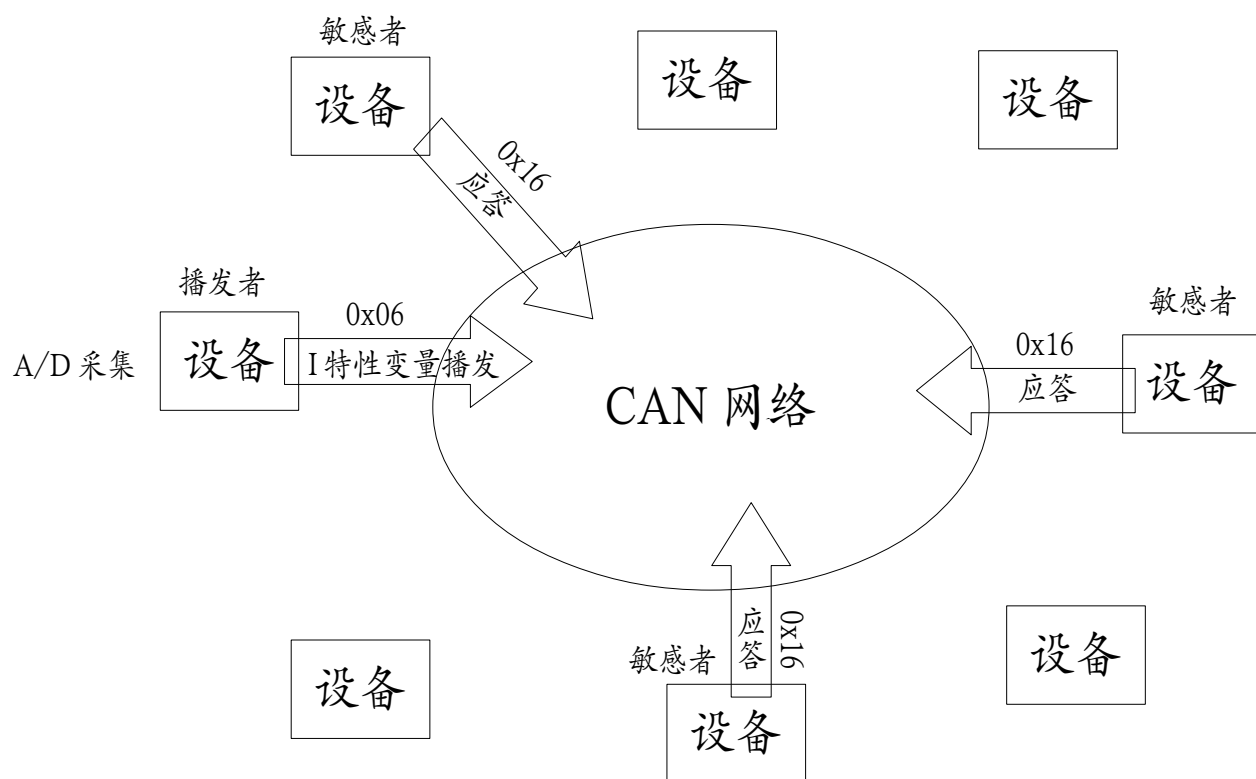 敏感者
设备
设备
设备
0x16
应答
播发者
设备
A/D 采集
0x06
I特性变量播发
CAN 网络
敏感者
设备
0x16
应答
设备
敏感者
设备
应答
0x16
设备